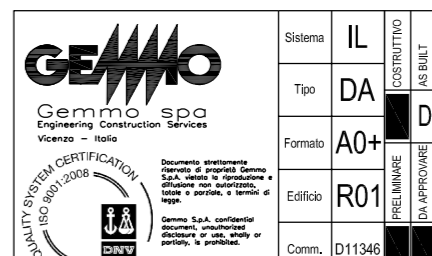 GEMMO
Gemmo spa
Engineering Construction Services
Vicenza – Italia
QUALITY SYSTEM CERTIFICATION
ISO 9001:2008
DNV
Documento strettamente
riservato di proprietà Gemmo
S.p.A. vietata la riproduzione e
diffusione non autorizzata,
totale o parziale, a termini di
legge.
Gemmo S.p.A. confidential
document, unauthorized
disclosure or use, wholly or
partially, is prohibited.
Sistema IL
Tipo DA
Formato A0+
Edificio R01
Comm. D11346
COSTRUTTIVO
AS BUILT
D
PRELIMINARE
DA APPROVARE